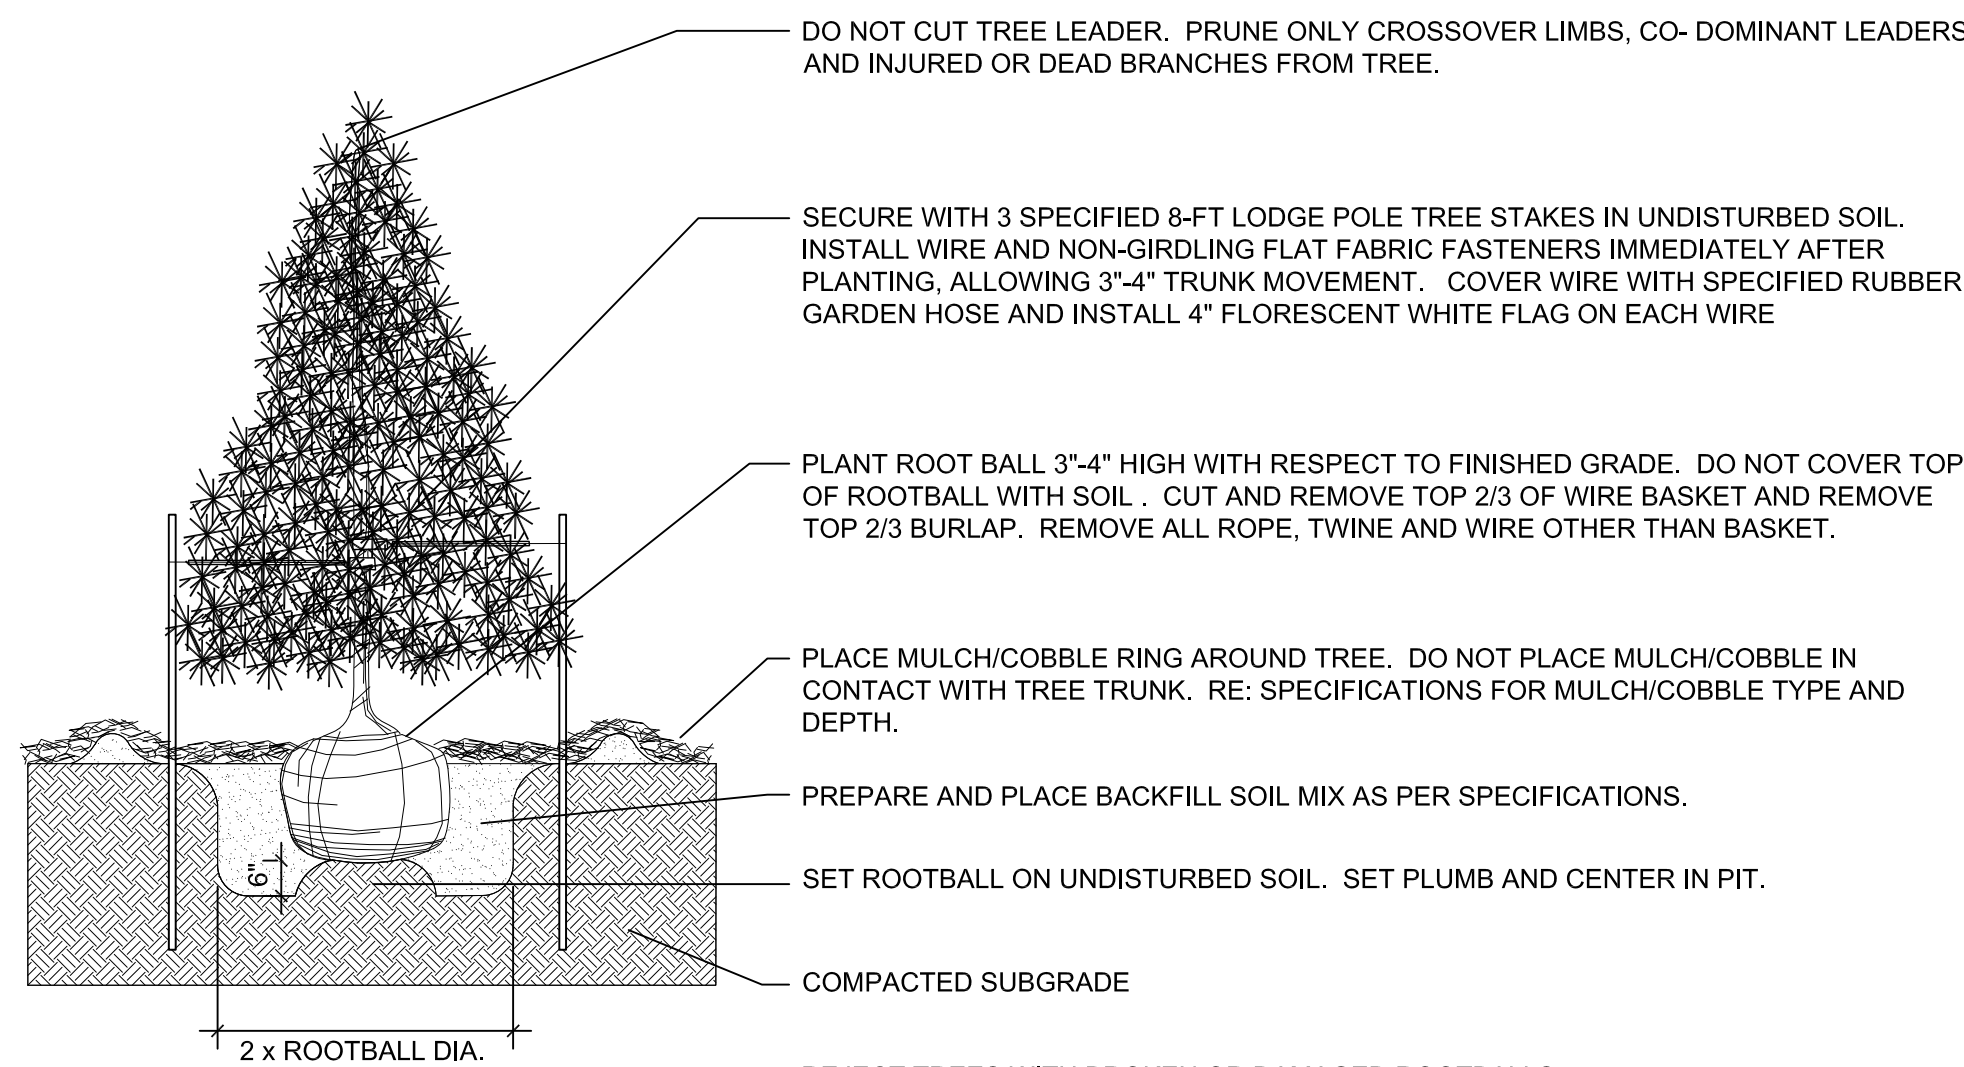 DO NOT CUT TREE LEADER. PRUNE ONLY CROSSOVER LIMBS, CO- DOMINANT LEADERS
AND INJURED OR DEAD BRANCHES FROM TREE.
SECURE WITH 3 SPECIFIED 8-FT LODGE POLE TREE STAKES IN UNDISTURBED SOIL.
INSTALL WIRE AND NON-GIRDLING FLAT FABRIC FASTENERS IMMEDIATELY AFTER
PLANTING, ALLOWING 3"-4" TRUNK MOVEMENT. COVER WIRE WITH SPECIFIED RUBBER
GARDEN HOSE AND INSTALL 4" FLORESCENT WHITE FLAG ON EACH WIRE
PLANT ROOT BALL 3"-4" HIGH WITH RESPECT TO FINISHED GRADE. DO NOT COVER TOP
OF ROOTBALL WITH SOIL . CUT AND REMOVE TOP 2/3 OF WIRE BASKET AND REMOVE
TOP 2/3 BURLAP. REMOVE ALL ROPE, TWINE AND WIRE OTHER THAN BASKET.
PLACE MULCH/COBBLE RING AROUND TREE. DO NOT PLACE MULCH/COBBLE IN
CONTACT WITH TREE TRUNK. RE: SPECIFICATIONS FOR MULCH/COBBLE TYPE AND
DEPTH.
PREPARE AND PLACE BACKFILL SOIL MIX AS PER SPECIFICATIONS.
6"
SET ROOTBALL ON UNDISTURBED SOIL. SET PLUMB AND CENTER IN PIT.
COMPACTED SUBGRADE
2 x ROOTBALL DIA.